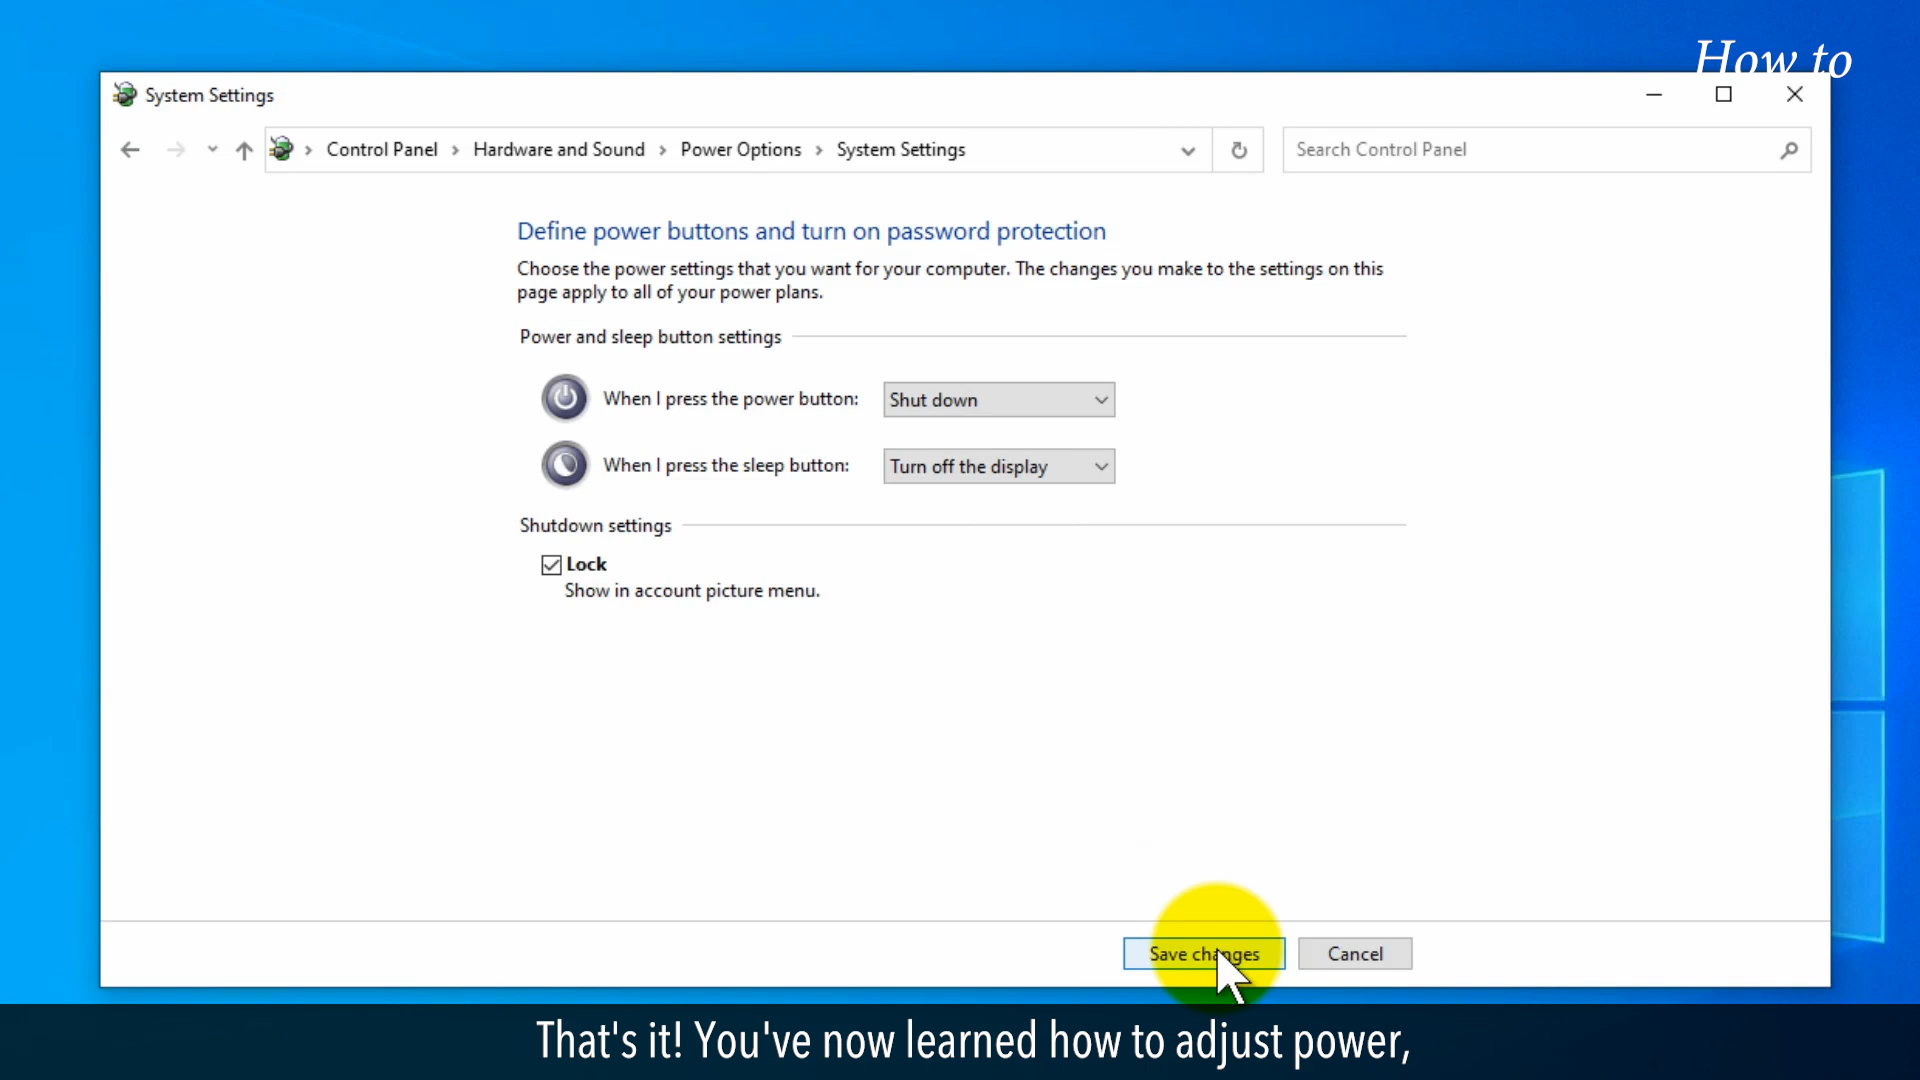 How to
System Settings
Control Panel > Hardware and Sound > Power Options > System Settings
Search Control Panel
Define power buttons and turn on password protection
Choose the power settings that you want for your computer. The changes you make to the settings on this
page apply to all of your power plans.
Power and sleep button settings
When I press the power button: Shut down
When I press the sleep button: Turn off the display
Shutdown settings
Lock
Show in account picture menu.
Save changes Cancel
That's it! You've now learned how to adjust power,